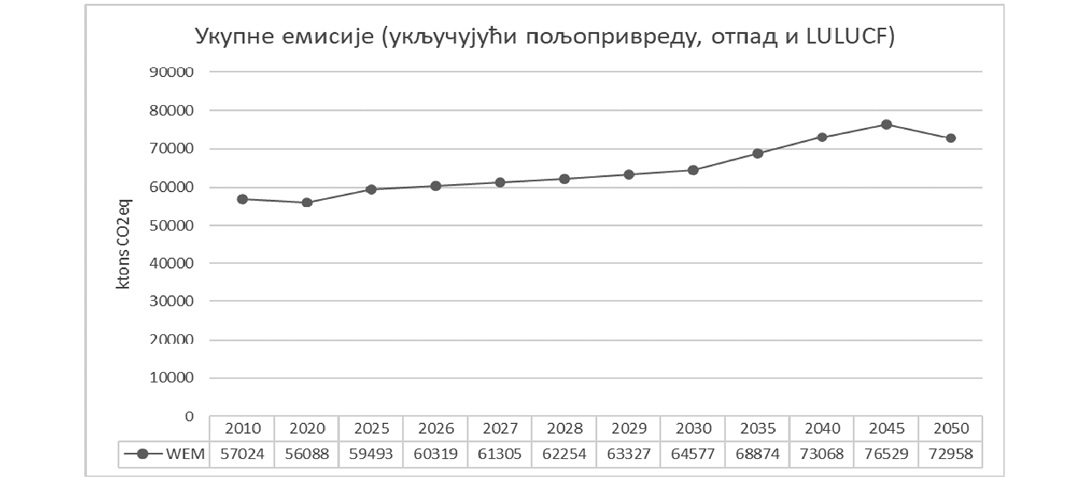 Укупне емисије (укључујући пољопривреду, отпад и LULUCF)
90000
80000
70000
60000
50000
40000
30000
20000
10000
0
ktons CO2eq
2010 2020 2025 2026 2027 2028 2029 2030 2035 2040 2045 2050
WEM 57024 56088 59493 60319 61305 62254 63327 64577 68874 73068 76529 72958